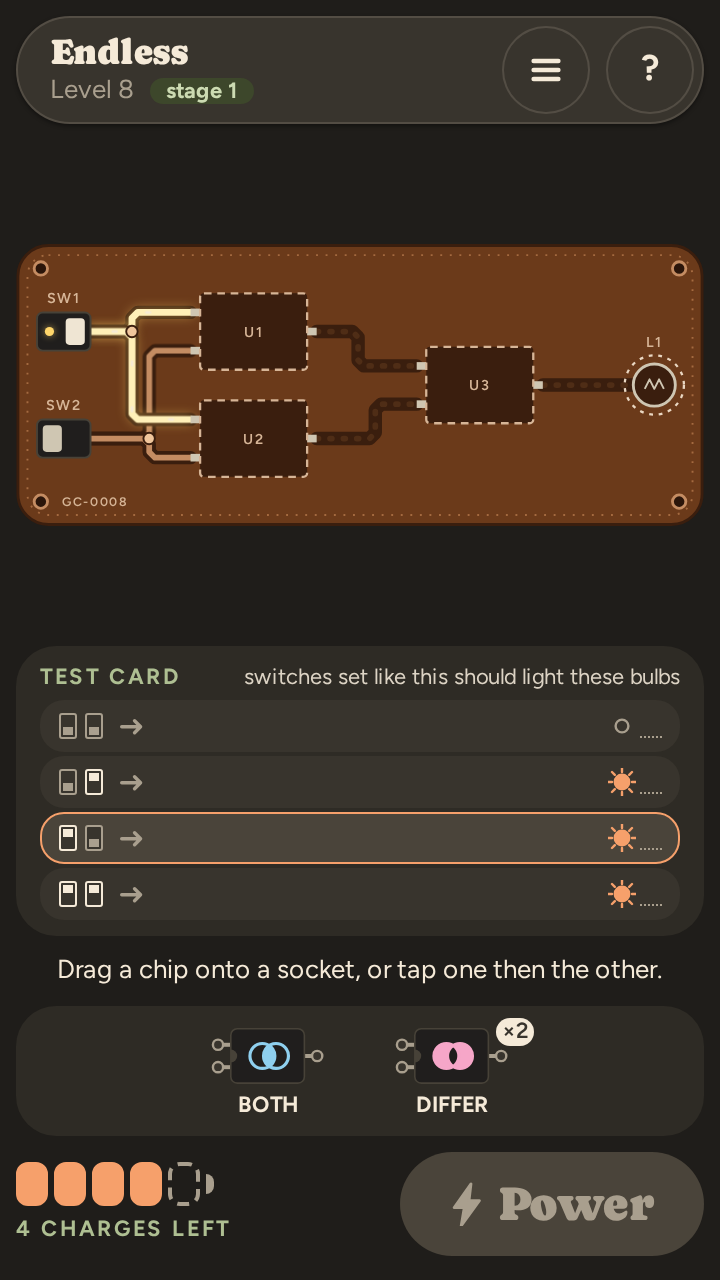 Endless
Level 8 stage 1
?
SW1
U1
L1
U3
SW2
U2
GC-0008
TEST CARD switches set like this should light these bulbs
Drag a chip onto a socket, or tap one then the other.
×2
BOTH DIFFER
4 CHARGES LEFT
Power